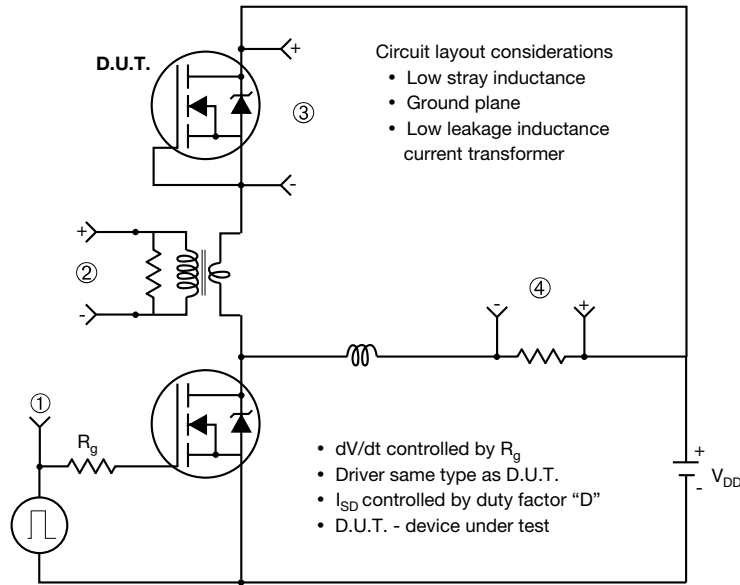 D.U.T.
+
③
-
Circuit layout considerations
• Low stray inductance
• Ground plane
• Low leakage inductance
current transformer
+
②
-
-
④
+
①
R_g
• dV/dt controlled by R_g
• Driver same type as D.U.T.
• I_SD controlled by duty factor “D”
• D.U.T. - device under test
+
V_DD
-